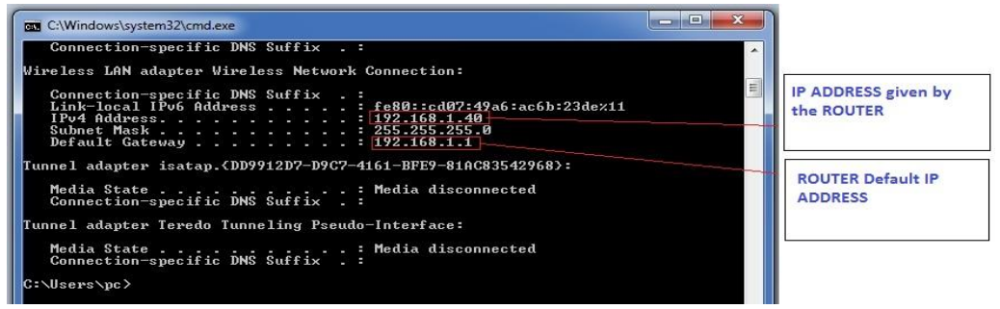 C:\Windows\system32\cmd.exe
Connection-specific DNS Suffix . :
Wireless LAN adapter Wireless Network Connection:
Connection-specific DNS Suffix . :
Link-local IPv6 Address . . . . . : fe80::cd07:49a6:ac6b:23de%11
IPv4 Address. . . . . . . . . . . : 192.168.1.40
Subnet Mask . . . . . . . . . . . : 255.255.255.0
Default Gateway . . . . . . . . . : 192.168.1.1
Tunnel adapter isatap.{DD9912D7-D9C7-4161-BFE9-81AC83542968}:
Media State . . . . . . . . . . . : Media disconnected
Connection-specific DNS Suffix . :
Tunnel adapter Teredo Tunneling Pseudo-Interface:
Media State . . . . . . . . . . . : Media disconnected
Connection-specific DNS Suffix . :
C:\Users\pc>
IP ADDRESS given by
the ROUTER
ROUTER Default IP
ADDRESS